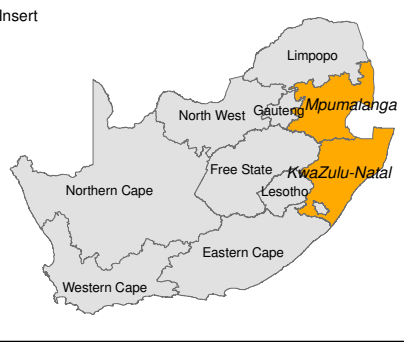 Insert
Limpopo
Gauteng
Mpumalanga
North West
Free State
KwaZulu-Natal
Northern Cape
Lesotho
Eastern Cape
Western Cape